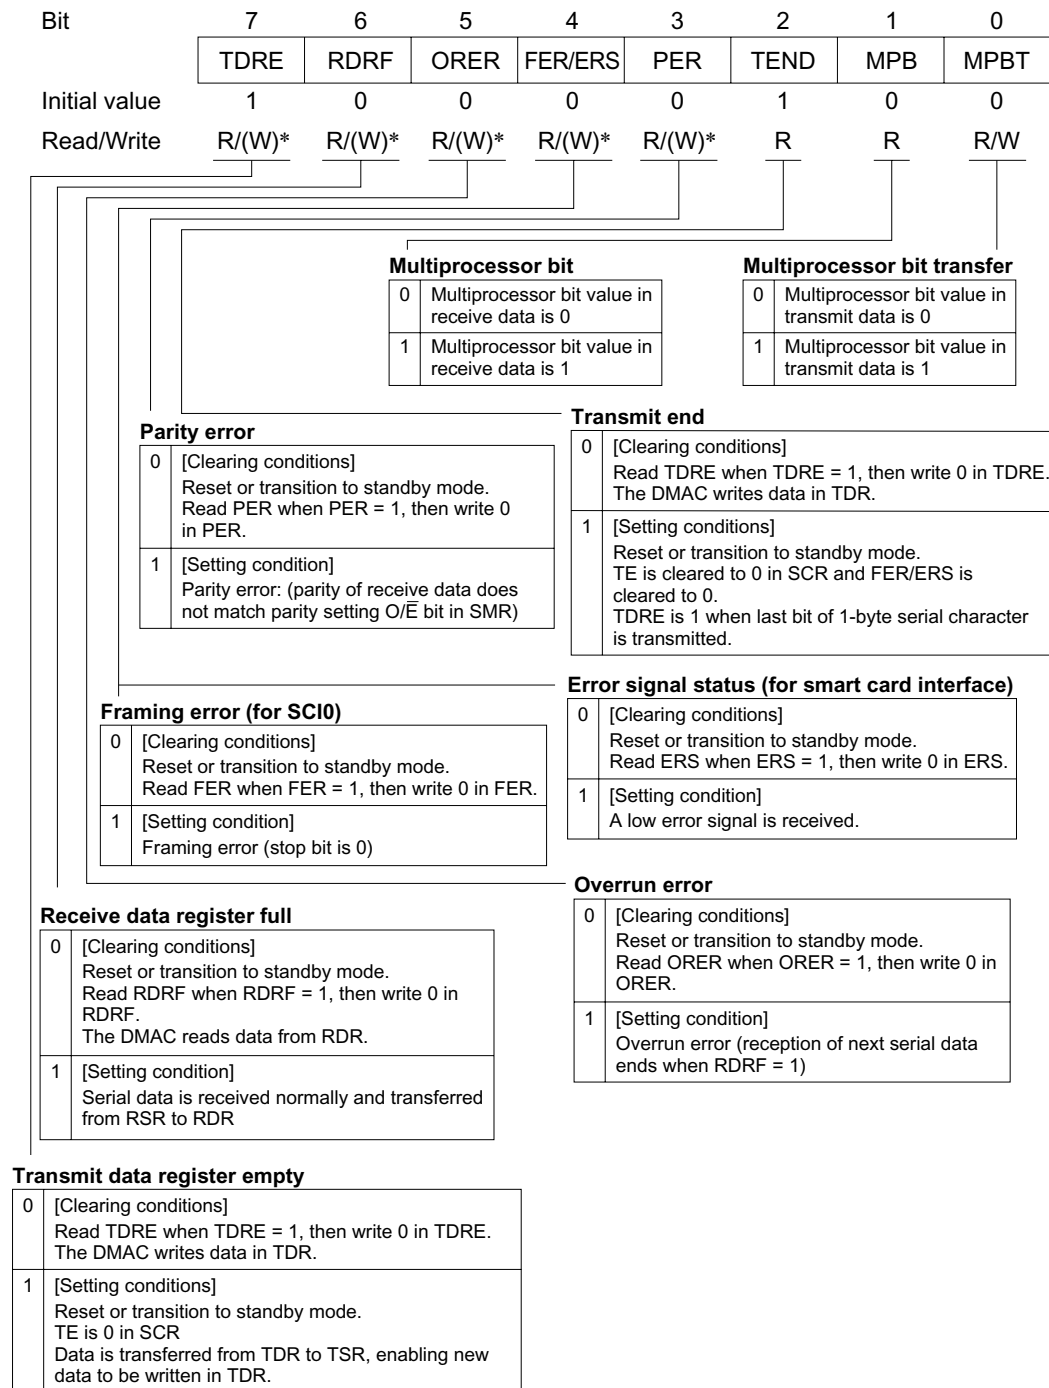 Bit 7 6 5 4 3 2 1 0
TDRE RDRF ORER FER/ERS PER TEND MPB MPBT
Initial value 1 0 0 0 0 1 0 0
Read/Write R/(W)* R/(W)* R/(W)* R/(W)* R/(W)* R R R/W
Multiprocessor bit
0 Multiprocessor bit value in
receive data is 0
1 Multiprocessor bit value in
receive data is 1
Multiprocessor bit transfer
0 Multiprocessor bit value in
transmit data is 0
1 Multiprocessor bit value in
transmit data is 1
Parity error
0 [Clearing conditions]
Reset or transition to standby mode.
Read PER when PER = 1, then write 0
in PER.
1 [Setting condition]
Parity error: (parity of receive data does
not match parity setting O/E̅ bit in SMR)
Transmit end
0 [Clearing conditions]
Read TDRE when TDRE = 1, then write 0 in TDRE.
The DMAC writes data in TDR.
1 [Setting conditions]
Reset or transition to standby mode.
TE is cleared to 0 in SCR and FER/ERS is
cleared to 0.
TDRE is 1 when last bit of 1-byte serial character
is transmitted.
Framing error (for SCI0)
0 [Clearing conditions]
Reset or transition to standby mode.
Read FER when FER = 1, then write 0 in FER.
1 [Setting condition]
Framing error (stop bit is 0)
Error signal status (for smart card interface)
0 [Clearing conditions]
Reset or transition to standby mode.
Read ERS when ERS = 1, then write 0 in ERS.
1 [Setting condition]
A low error signal is received.
Receive data register full
0 [Clearing conditions]
Reset or transition to standby mode.
Read RDRF when RDRF = 1, then write 0 in
RDRF.
The DMAC reads data from RDR.
1 [Setting condition]
Serial data is received normally and transferred
from RSR to RDR
Overrun error
0 [Clearing conditions]
Reset or transition to standby mode.
Read ORER when ORER = 1, then write 0 in
ORER.
1 [Setting condition]
Overrun error (reception of next serial data
ends when RDRF = 1)
Transmit data register empty
0 [Clearing conditions]
Read TDRE when TDRE = 1, then write 0 in TDRE.
The DMAC writes data in TDR.
1 [Setting conditions]
Reset or transition to standby mode.
TE is 0 in SCR
Data is transferred from TDR to TSR, enabling new
data to be written in TDR.